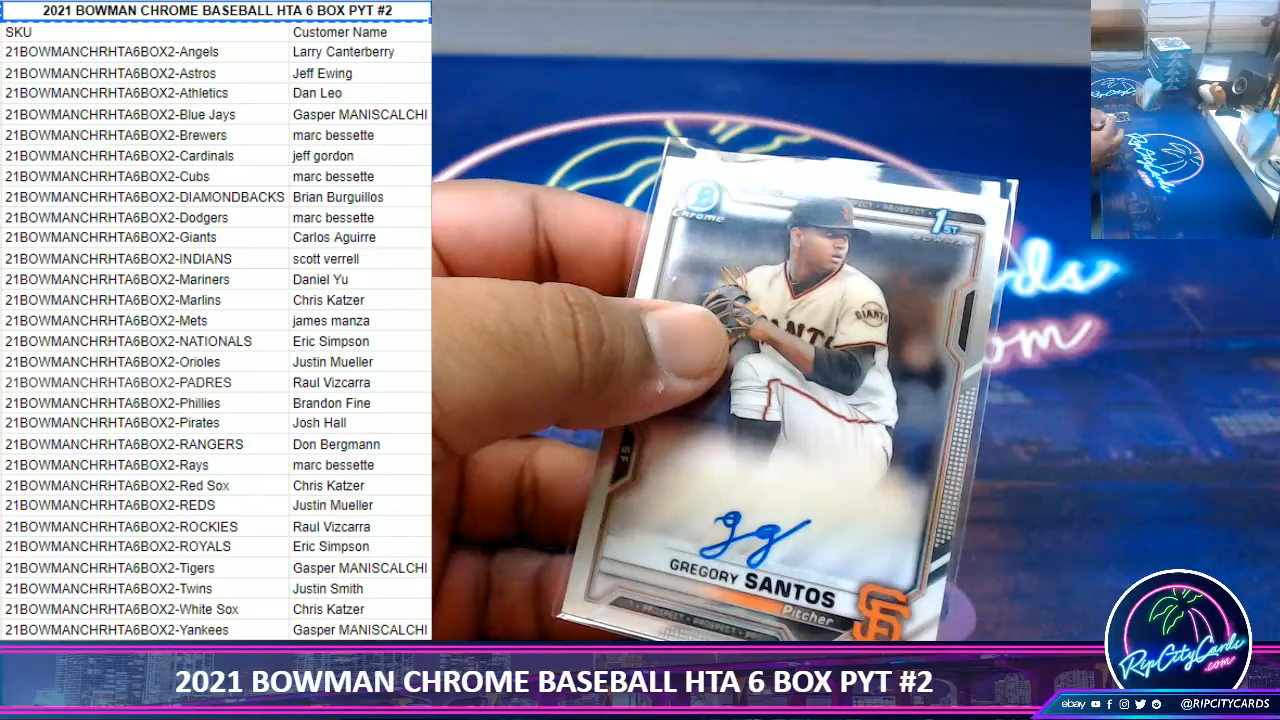 2021 BOWMAN CHROME BASEBALL HTA 6 BOX PYT #2
SKU Customer Name
21BOWMANCHRHTA6BOX2-Angels Larry Canterberry
21BOWMANCHRHTA6BOX2-Astros Jeff Ewing
21BOWMANCHRHTA6BOX2-Athletics Dan Leo
21BOWMANCHRHTA6BOX2-Blue Jays Gasper MANISCALCHI
21BOWMANCHRHTA6BOX2-Brewers marc bessette
21BOWMANCHRHTA6BOX2-Cardinals jeff gordon
21BOWMANCHRHTA6BOX2-Cubs marc bessette
21BOWMANCHRHTA6BOX2-DIAMONDBACKS Brian Burguillos
21BOWMANCHRHTA6BOX2-Dodgers marc bessette
21BOWMANCHRHTA6BOX2-Giants Carlos Aguirre
21BOWMANCHRHTA6BOX2-INDIANS scott verrell
21BOWMANCHRHTA6BOX2-Mariners Daniel Yu
21BOWMANCHRHTA6BOX2-Marlins Chris Katzer
21BOWMANCHRHTA6BOX2-Mets james manza
21BOWMANCHRHTA6BOX2-NATIONALS Eric Simpson
21BOWMANCHRHTA6BOX2-Orioles Justin Mueller
21BOWMANCHRHTA6BOX2-PADRES Raul Vizcarra
21BOWMANCHRHTA6BOX2-Phillies Brandon Fine
21BOWMANCHRHTA6BOX2-Pirates Josh Hall
21BOWMANCHRHTA6BOX2-RANGERS Don Bergmann
21BOWMANCHRHTA6BOX2-Rays marc bessette
21BOWMANCHRHTA6BOX2-Red Sox Chris Katzer
21BOWMANCHRHTA6BOX2-REDS Justin Mueller
21BOWMANCHRHTA6BOX2-ROCKIES Raul Vizcarra
21BOWMANCHRHTA6BOX2-ROYALS Eric Simpson
21BOWMANCHRHTA6BOX2-Tigers Gasper MANISCALCHI
21BOWMANCHRHTA6BOX2-Twins Justin Smith
21BOWMANCHRHTA6BOX2-White Sox Chris Katzer
21BOWMANCHRHTA6BOX2-Yankees Gasper MANISCALCHI
B
Chrome
PROSPECT
1ST
BOWMAN
GIANTS
SF
GREGORY SANTOS
Pitcher
SF
PROSPECT • PROSPECT
RipCityCards
.com
2021 BOWMAN CHROME BASEBALL HTA 6 BOX PYT #2
ebay @RIPCITYCARDS